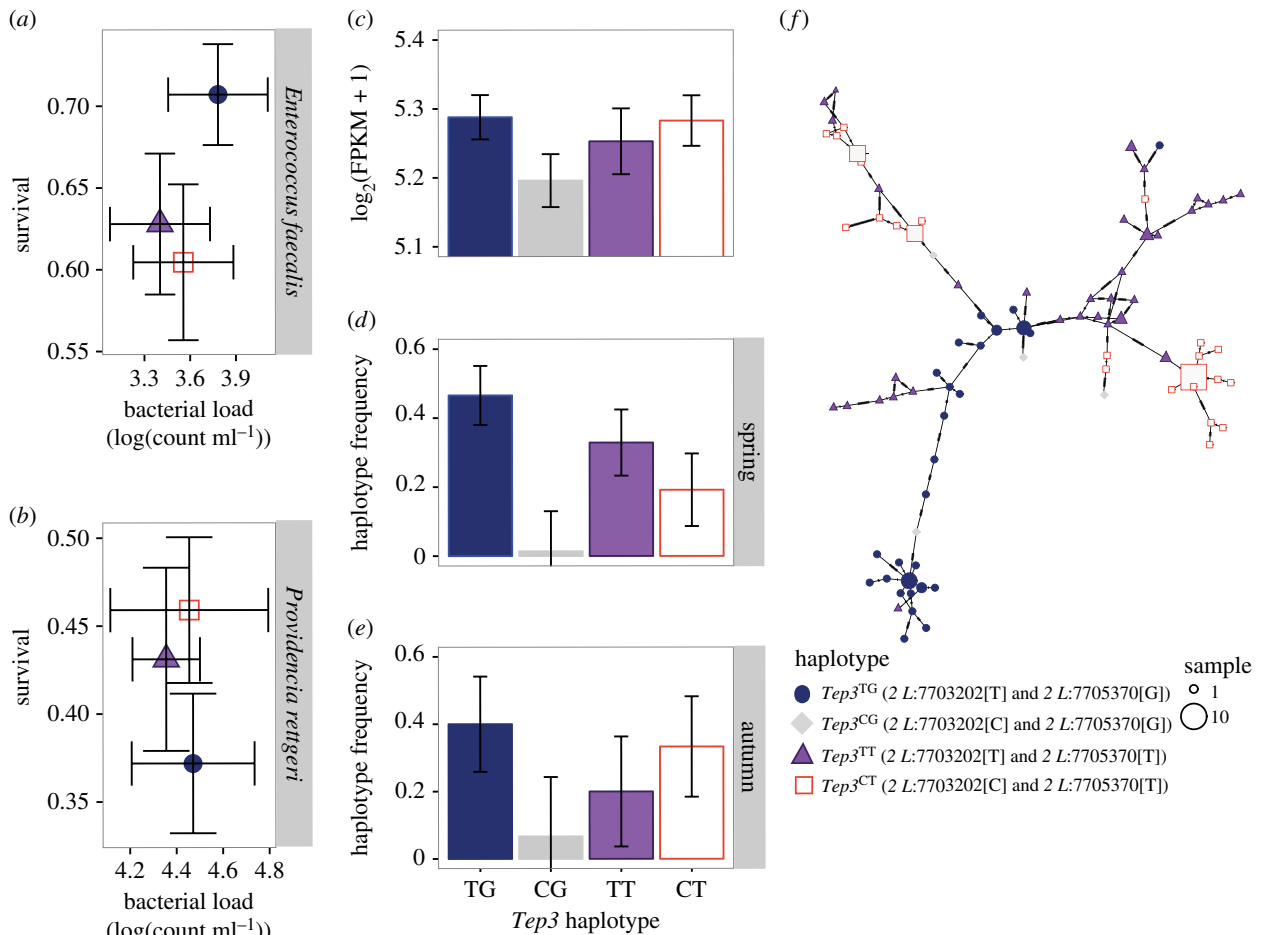 (a)
0.70
0.65
0.60
0.55
survival
3.3 3.6 3.9
bacterial load
(log(count ml⁻¹))
Enterococcus faecalis
(b)
0.50
0.45
0.40
0.35
survival
4.2 4.4 4.6 4.8
bacterial load
(log(count ml⁻¹))
Providencia rettgeri
(c)
5.4
5.3
5.2
5.1
log₂(FPKM + 1)
(d)
0.6
0.4
0.2
0
haplotype frequency
spring
(e)
0.6
0.4
0.2
0
haplotype frequency
autumn
TG CG TT CT
Tep3 haplotype
(f)
haplotype
Tep3ᵀᴳ (2 L:7703202[T] and 2 L:7705370[G])
Tep3ᶜᴳ (2 L:7703202[C] and 2 L:7705370[G])
Tep3ᵀᵀ (2 L:7703202[T] and 2 L:7705370[T])
Tep3ᶜᵀ (2 L:7703202[C] and 2 L:7705370[T])
sample
1
10